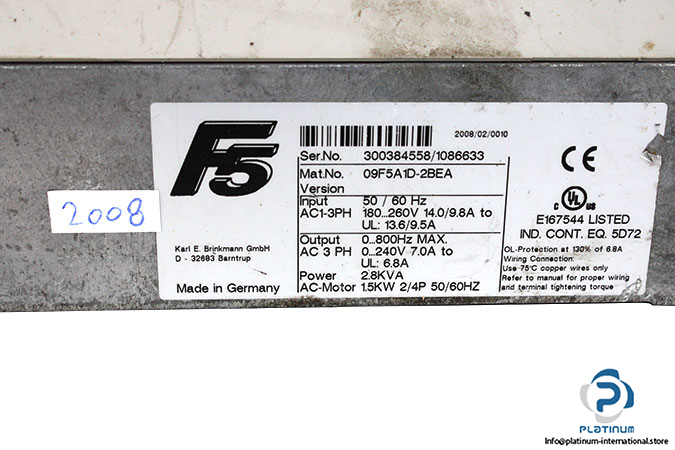 F5
2008/02/0010
Ser.No. 300384558/1086633
Mat.No. 09F5A1D-2BEA
Version
Input 50 / 60 Hz
AC1-3PH 180...260V 14.0/9.8A to
UL: 13.6/9.5A
Output 0...800Hz MAX.
AC 3 PH 0...240V 7.0A to
UL: 6.8A
Power 2.8KVA
AC-Motor 1.5KW 2/4P 50/60HZ
Karl E. Brinkmann GmbH
D - 32683 Barntrup
Made in Germany
CE
C UL US
E167544 LISTED
IND. CONT. EQ. 5D72
OL-Protection at 130% of 6.8A
Wiring Connection:
Use 75°C copper wires only
Refer to manual for proper wiring
and terminal tightening torque
2008
PLATINUM
info@platinum-international.store